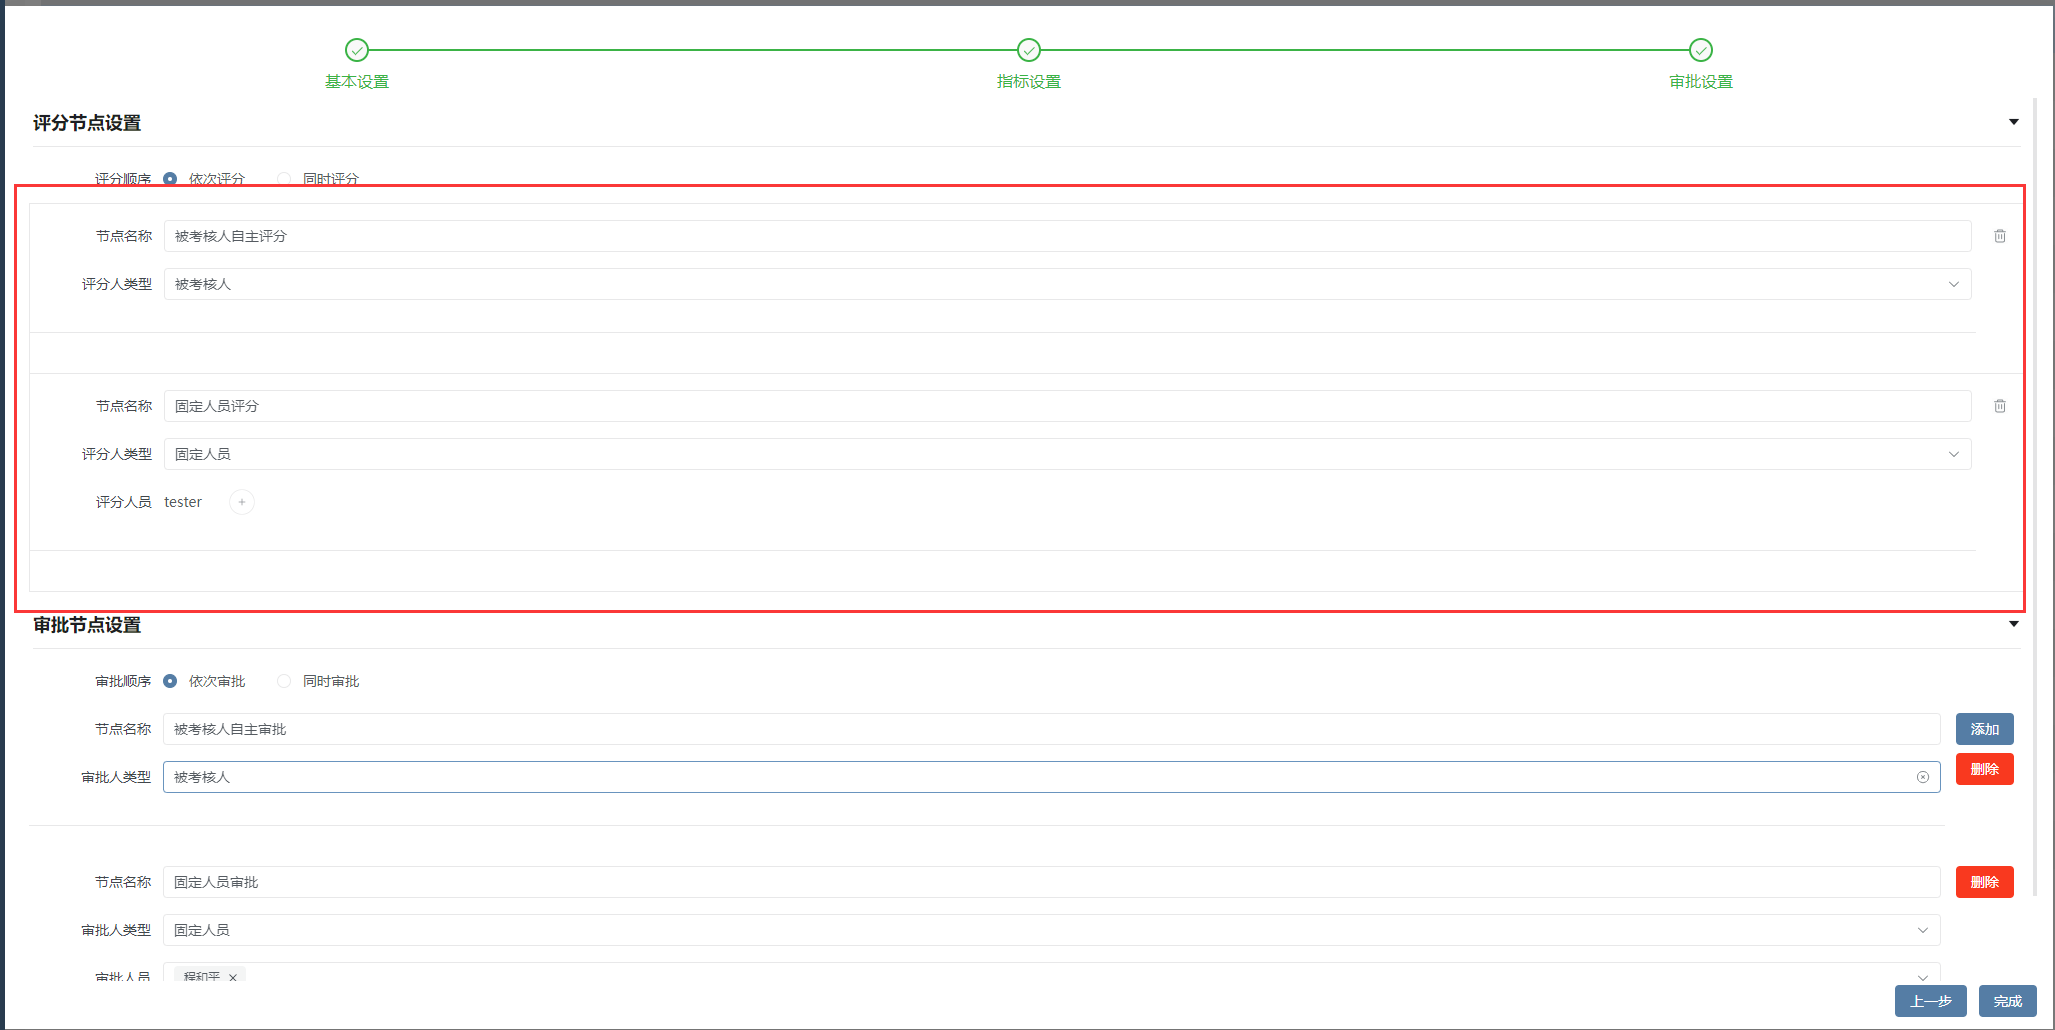 基本设置
指标设置
审批设置
评分节点设置
评分顺序 依次评分 同时评分
节点名称 被考核人自主评分
评分人类型 被考核人
节点名称 固定人员评分
评分人类型 固定人员
评分人员 tester
审批节点设置
审批顺序 依次审批 同时审批
节点名称 被考核人自主审批 添加
审批人类型 被考核人 删除
节点名称 固定人员审批 删除
审批人类型 固定人员
审批人员 程和平
上一步 完成